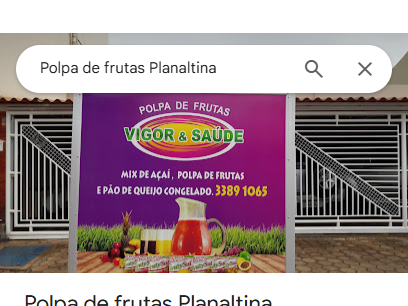 Polpa de frutas Planaltina
POLPA DE FRUTAS
VIGOR & SAÚDE
MIX DE AÇAÍ, POLPA DE FRUTAS
E PÃO DE QUEIJO CONGELADO. 3389 1065
Polpa de frutas Planaltina